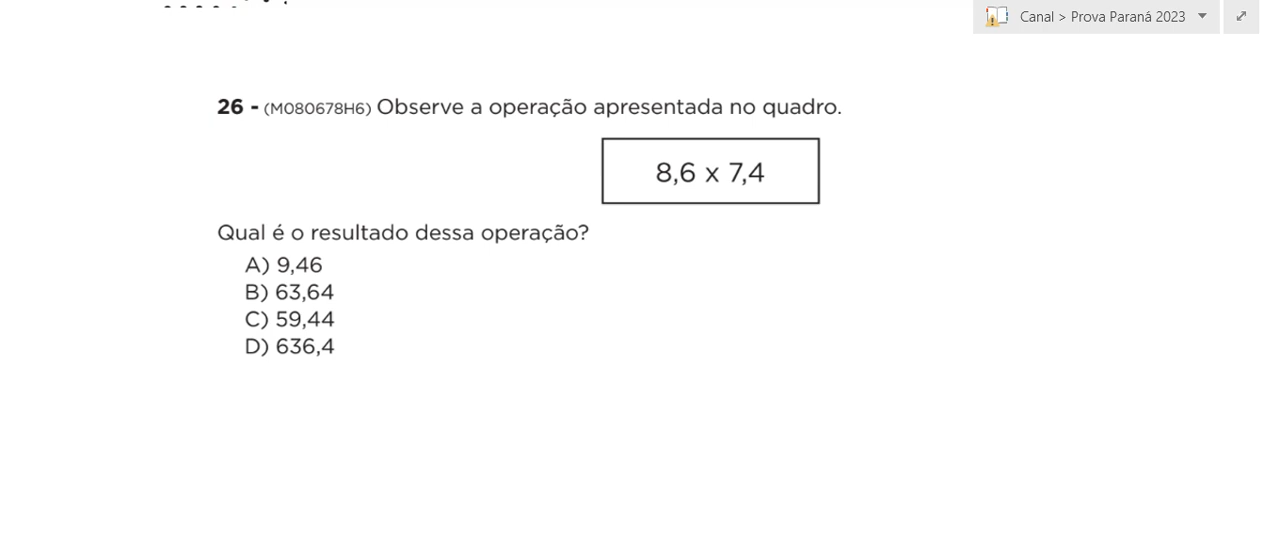 Canal > Prova Paraná 2023
26 - (M080678H6) Observe a operação apresentada no quadro.
8,6 x 7,4
Qual é o resultado dessa operação?
A) 9,46
B) 63,64
C) 59,44
D) 636,4